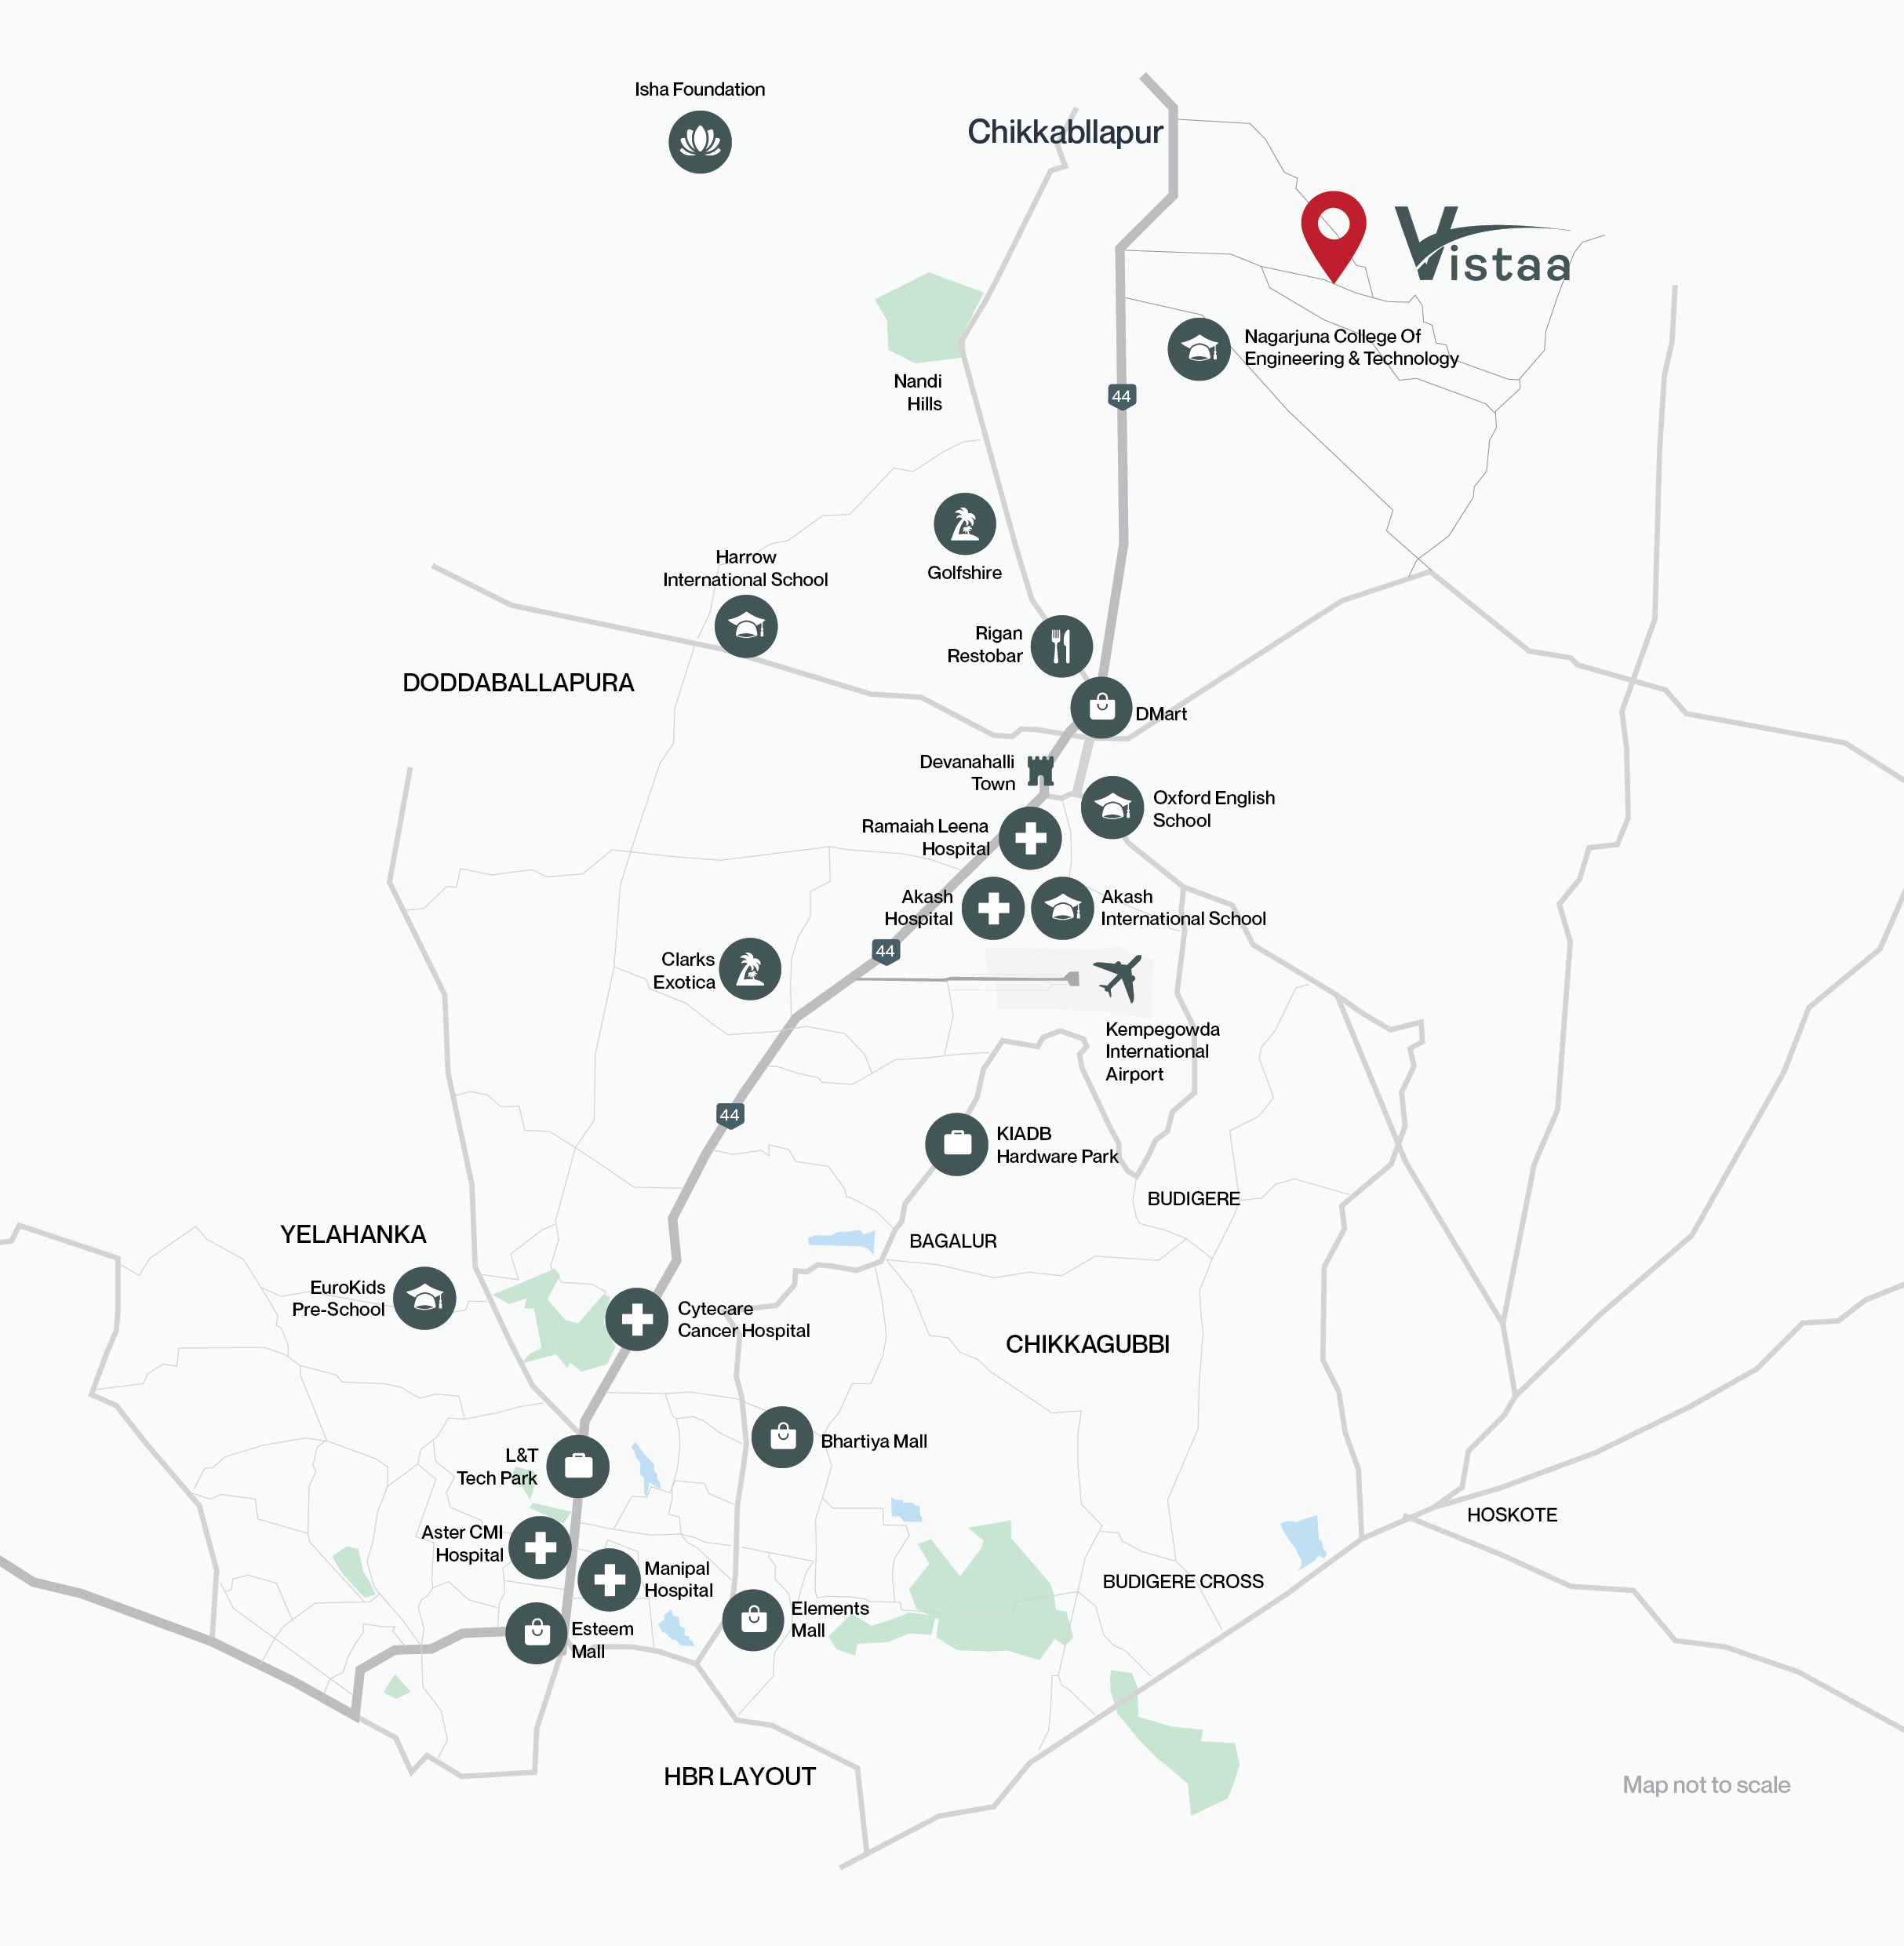 Isha Foundation
Chikkabllapur
Vistaa
Nagarjuna College Of
Engineering & Technology
Nandi
Hills
44
Golfshire
Harrow
International School
Rigan
Restobar
DODDABALLAPURA
DMart
Devanahalli
Town
Oxford English
School
Ramaiah Leena
Hospital
Akash
Hospital
Akash
International School
44
Clarks
Exotica
Kempegowda
International
Airport
44
KIADB
Hardware Park
BUDIGERE
YELAHANKA
BAGALUR
EuroKids
Pre-School
Cytecare
Cancer Hospital
CHIKKAGUBBI
Bhartiya Mall
L&T
Tech Park
HOSKOTE
Aster CMI
Hospital
Manipal
Hospital
BUDIGERE CROSS
Elements
Mall
Esteem
Mall
HBR LAYOUT
Map not to scale